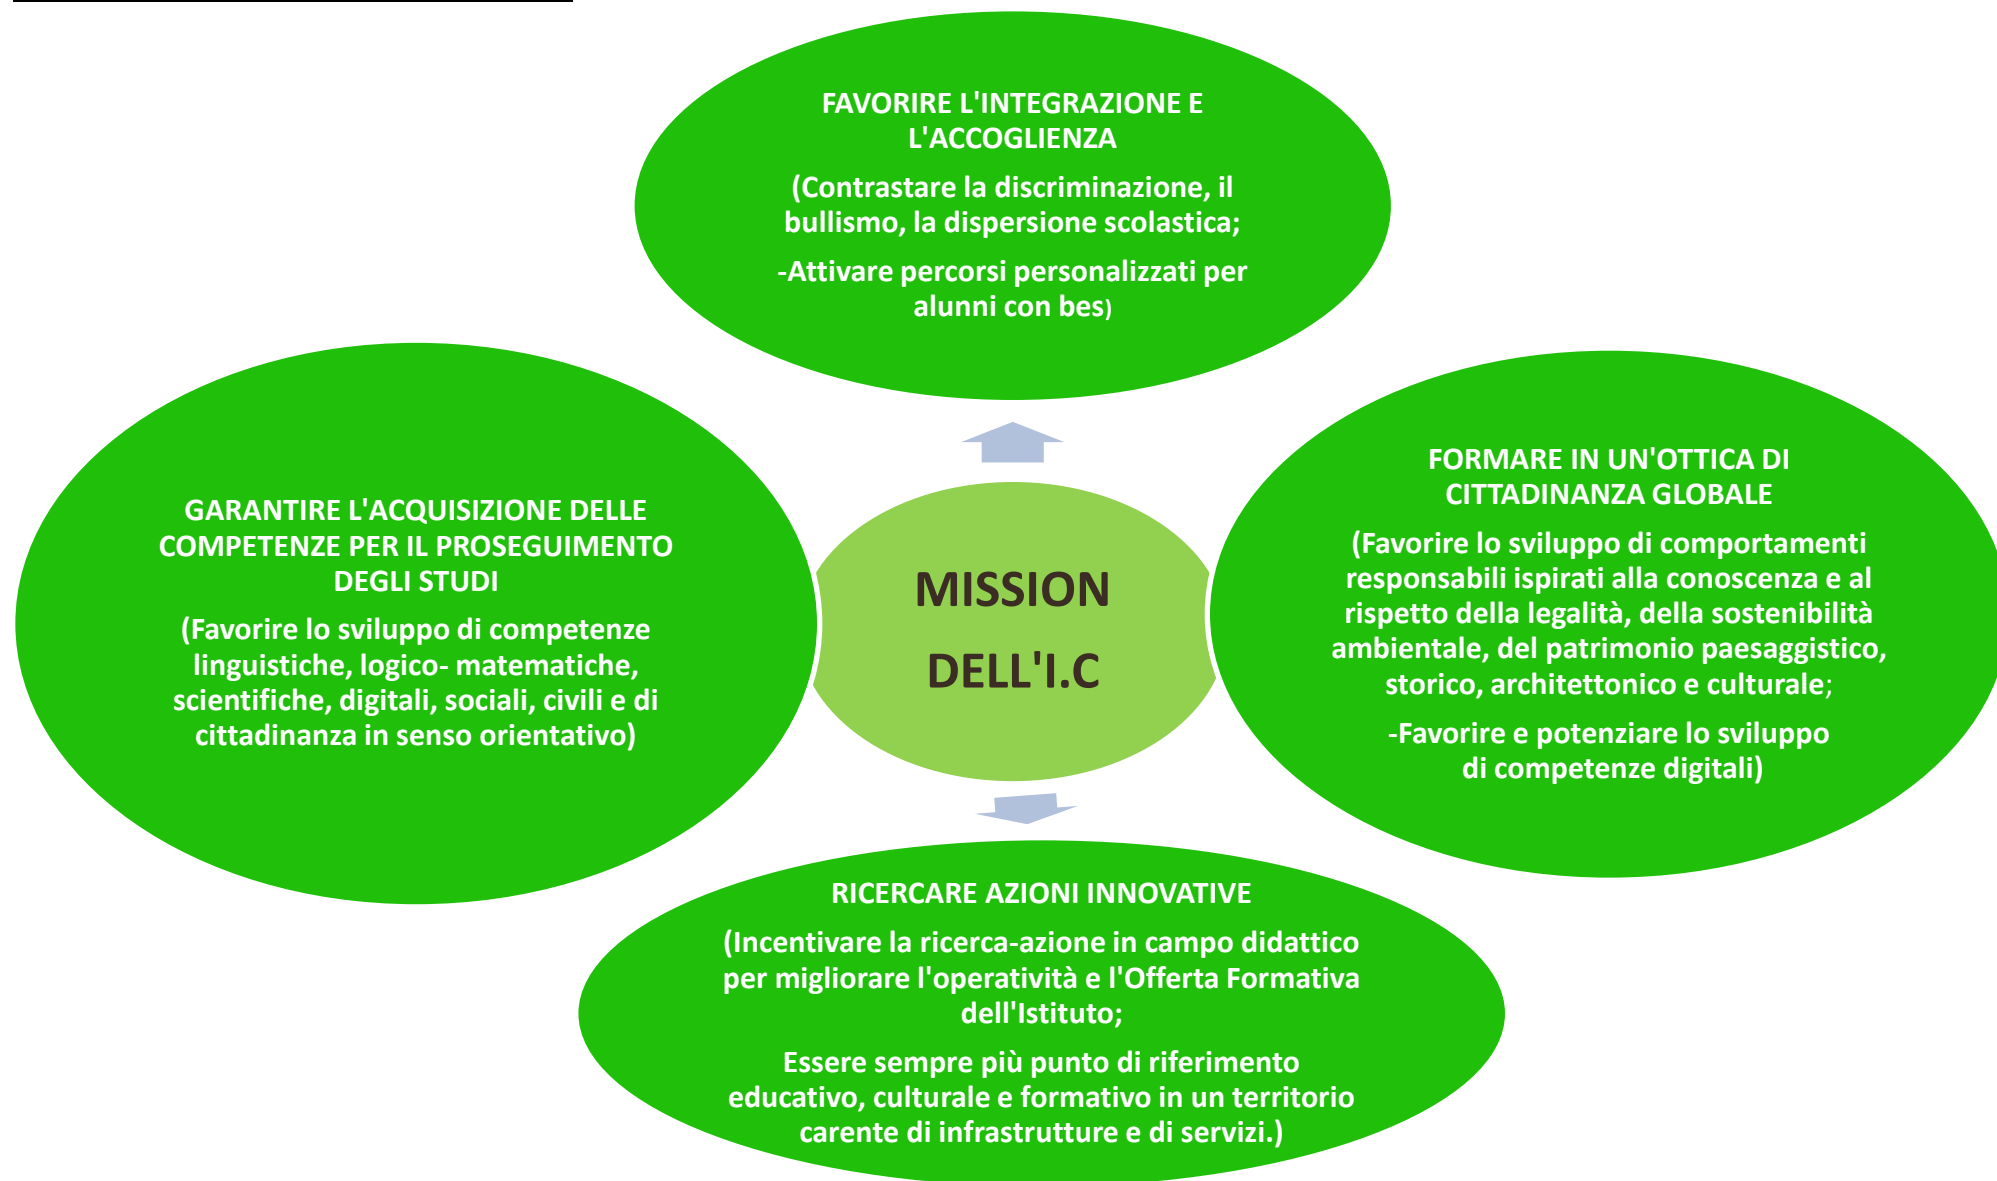 FAVORIRE L'INTEGRAZIONE E
L'ACCOGLIENZA
(Contrastare la discriminazione, il
bullismo, la dispersione scolastica;
-Attivare percorsi personalizzati per
alunni con bes)
GARANTIRE L'ACQUISIZIONE DELLE
COMPETENZE PER IL PROSEGUIMENTO
DEGLI STUDI
(Favorire lo sviluppo di competenze
linguistiche, logico- matematiche,
scientifiche, digitali, sociali, civili e di
cittadinanza in senso orientativo)
MISSION
DELL'I.C
FORMARE IN UN'OTTICA DI
CITTADINANZA GLOBALE
(Favorire lo sviluppo di comportamenti
responsabili ispirati alla conoscenza e al
rispetto della legalità, della sostenibilità
ambientale, del patrimonio paesaggistico,
storico, architettonico e culturale;
-Favorire e potenziare lo sviluppo
di competenze digitali)
RICERCARE AZIONI INNOVATIVE
(Incentivare la ricerca-azione in campo didattico
per migliorare l'operatività e l'Offerta Formativa
dell'Istituto;
Essere sempre più punto di riferimento
educativo, culturale e formativo in un territorio
carente di infrastrutture e di servizi.)